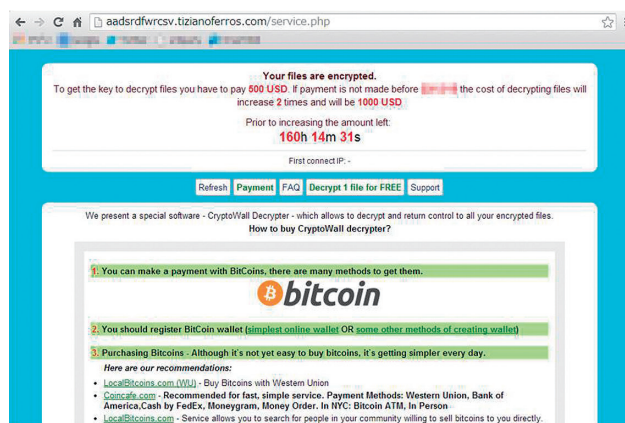 aadsrdfwrcsv.tizianoferros.com/service.php
Your files are encrypted.
To get the key to decrypt files you have to pay 500 USD. If payment is not made before the cost of decrypting files will
increase 2 times and will be 1000 USD
Prior to increasing the amount left:
160h 14m 31s
First connect IP: -
Refresh Payment FAQ Decrypt 1 file for FREE Support
We present a special software - CryptoWall Decrypter - which allows to decrypt and return control to all your encrypted files.
How to buy CryptoWall decrypter?
1. You can make a payment with BitCoins, there are many methods to get them.
bitcoin
2. You should register BitCoin wallet (simplest online wallet OR some other methods of creating wallet)
3. Purchasing Bitcoins - Although it's not yet easy to buy bitcoins, it's getting simpler every day.
Here are our recommendations:
• LocalBitcoins.com (WU) - Buy Bitcoins with Western Union
• Coincafe.com - Recommended for fast, simple service. Payment Methods: Western Union, Bank of
America,Cash by FedEx, Moneygram, Money Order. In NYC: Bitcoin ATM, In Person
• LocalBitcoins.com - Service allows you to search for people in your community willing to sell bitcoins to you directly.